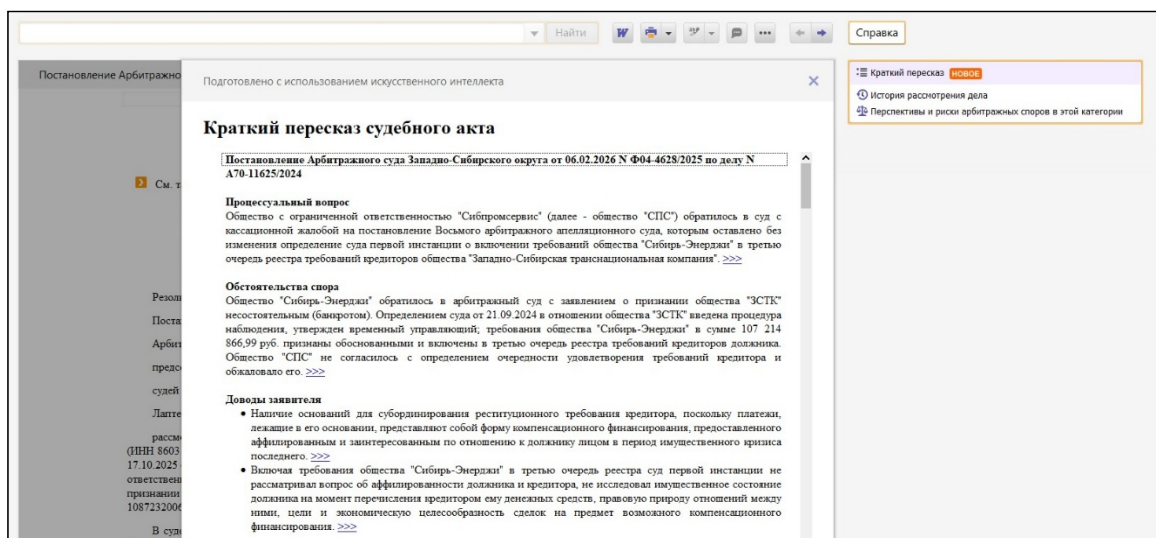 Найти
Справка
Постановление Арбитражно
Подготовлено с использованием искусственного интеллекта
Краткий пересказ НОВОЕ
История рассмотрения дела
Перспективы и риски арбитражных споров в этой категории
Краткий пересказ судебного акта
Постановление Арбитражного суда Западно-Сибирского округа от 06.02.2026 N Ф04-4628/2025 по делу N
А70-11625/2024
См. т
Процессуальный вопрос
Общество с ограниченной ответственностью "Сибпромсервис" (далее - общество "СПС") обратилось в суд с
кассационной жалобой на постановление Восьмого арбитражного апелляционного суда, которым оставлено без
изменения определение суда первой инстанции о включении требований общества "Сибирь-Энерджи" в третью
очередь реестра требований кредиторов общества "Западно-Сибирская транснациональная компания". >>>
Обстоятельства спора
Общество "Сибирь-Энерджи" обратилось в арбитражный суд с заявлением о признании общества "ЗСТК"
несостоятельным (банкротом). Определением суда от 21.09.2024 в отношении общества "ЗСТК" введена процедура
наблюдения, утвержден временный управляющий; требования общества "Сибирь-Энерджи" в сумме 107 214
866,99 руб. признаны обоснованными и включены в третью очередь реестра требований кредиторов должника.
Общество "СПС" не согласилось с определением очередности удовлетворения требований кредитора и
обжаловало его. >>>
Доводы заявителя
• Наличие оснований для субординирования реституционного требования кредитора, поскольку платежи,
лежащие в его основании, представляют собой форму компенсационного финансирования, предоставленного
аффилированным и заинтересованным по отношению к должнику лицом в период имущественного кризиса
последнего. >>>
• Включая требования общества "Сибирь-Энерджи" в третью очередь реестра суд первой инстанции не
рассматривал вопрос об аффилированности должника и кредитора, не исследовал имущественное состояние
должника на момент перечисления кредитором ему денежных средств, правовую природу отношений между
ними, цели и экономическую целесообразность сделок на предмет возможного компенсационного
финансирования. >>>
Резол
Поста
Арбит
предсе
судей
Лапте
рассм
(ИНН 8603
17.10.2025
ответствен
признании
1087232006
В суде